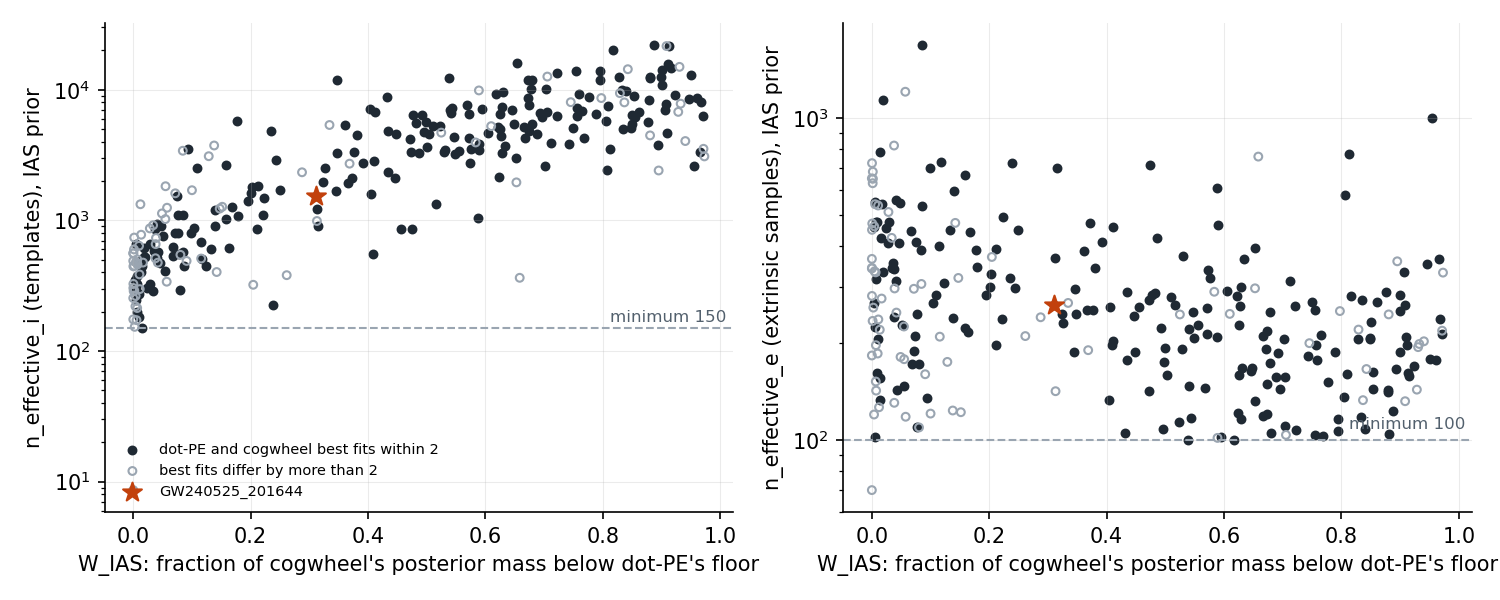 n_effective_i (templates), IAS prior
10⁴
10³
10²
10¹
minimum 150
dot-PE and cogwheel best fits within 2
best fits differ by more than 2
GW240525_201644
0.0 0.2 0.4 0.6 0.8 1.0
W_IAS: fraction of cogwheel's posterior mass below dot-PE's floor
n_effective_e (extrinsic samples), IAS prior
10³
10²
minimum 100
0.0 0.2 0.4 0.6 0.8 1.0
W_IAS: fraction of cogwheel's posterior mass below dot-PE's floor